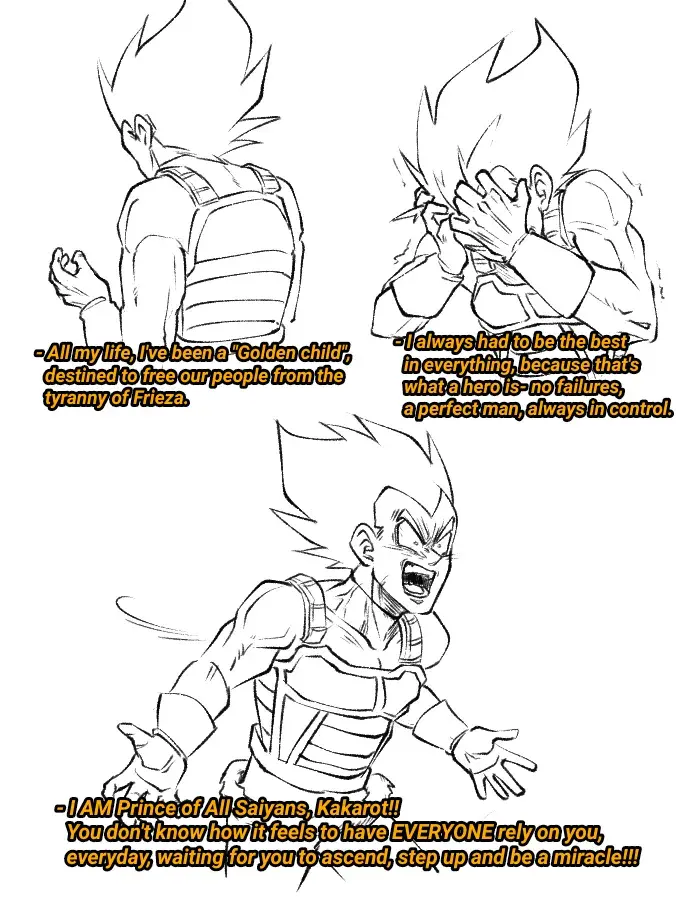 - All my life, I've been a "Golden child",
destined to free our people from the
tyranny of Frieza.
- I always had to be the best
in everything, because that's
what a hero is- no failures,
a perfect man, always in control.
- I AM Prince of All Saiyans, Kakarot!!
You don't know how it feels to have EVERYONE rely on you,
everyday, waiting for you to ascend, step up and be a miracle!!!